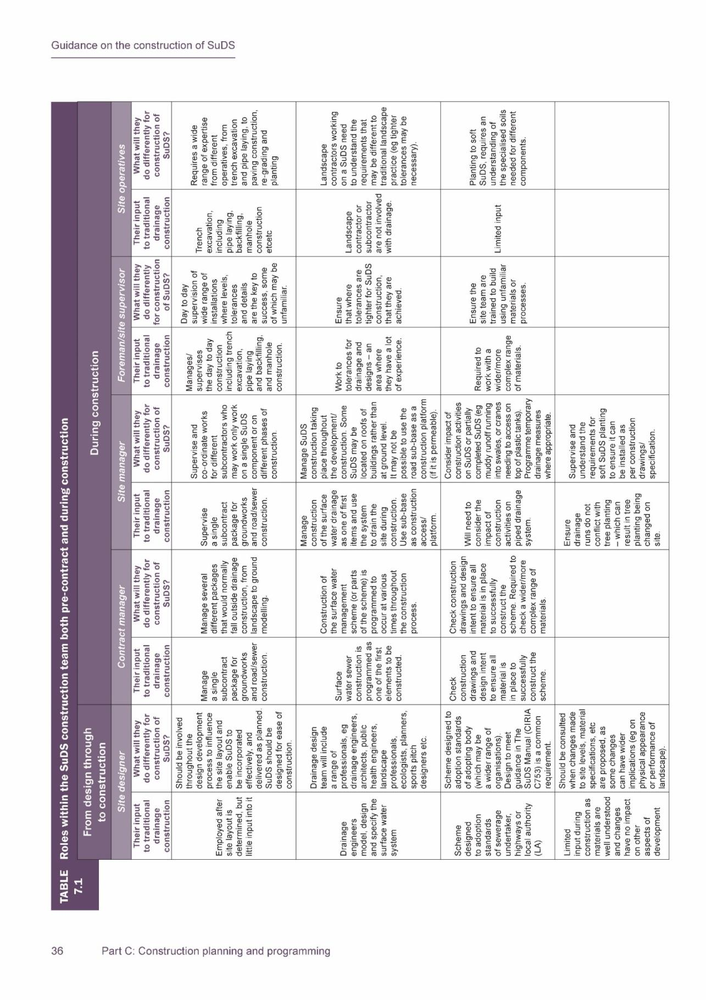 Guidance on the construction of SuDS
TABLE
7.1
Roles within the SuDS construction team both pre-contract and during construction
From design through
to construction
During construction
Site designer
Contract manager
Site manager
Foreman/site supervisor
Site operatives
Their input
to traditional
drainage
construction
What will they
do differently for
construction of
SuDS?
Their input
to traditional
drainage
construction
What will they
do differently for
construction of
SuDS?
Their input
to traditional
drainage
construction
What will they
do differently for
construction of
SuDS?
Their input
to traditional
drainage
construction
What will they
do differently
for construction
of SuDS?
Their input
to traditional
drainage
construction
What will they
do differently for
construction of
SuDS?
Employed after
site layout is
determined, but
little input into it
Should be involved
throughout the
design development
process to influence
the site layout and
enable SuDS to
be incorporated
effectively, and
delivered as planned.
SuDS should be
designed for ease of
construction.
Manage
a single
subcontract
package for
groundworks
and road/sewer
construction.
Manage several
different packages
that would normally
fall outside drainage
construction, from
landscape to ground
modelling.
Supervise
a single
subcontract
package for
groundworks
and road/sewer
construction.
Supervise and
co-ordinate works
for different
subcontractors who
may work only work
on a single SuDS
component or on
different phases of
construction.
Manages/
supervises
the day to day
construction
including trench
excavation,
pipe laying
and backfilling,
and manhole
construction.
Day to day
supervision of
wide range of
installations
where levels,
tolerances
and details
are the key to
success, some
of which may be
unfamiliar.
Trench
excavation,
including
pipe laying,
backfilling,
manhole
construction
etcetc
Requires a wide
range of expertise
from different
operatives, from
trench excavation
and pipe laying, to
paving construction,
re-grading and
planting
Drainage
engineers
model, design
and specify the
surface water
system
Drainage design
team will include
a range of
professionals, eg
drainage engineers,
architects, public
health engineers,
landscape
professionals,
ecologists, planners,
sports pitch
designers etc.
Surface
water sewer
construction is
programmed as
one of the first
elements to be
constructed.
Construction of
the surface water
management
scheme (or parts
of the scheme) is
programmed to
occur at various
times throughout
the construction
process.
Manage
construction
of the surface
water drainage
as one of first
items and use
the system
to drain the
site during
construction.
Use sub-base
as construction
access/
platform.
Manage SuDS
construction taking
place throughout
the development/
construction. Some
SuDS may be
located on roofs of
buildings rather than
at ground level.
It may not be
possible to use the
road sub-base as a
construction platform
(if it is permeable).
Work to
tolerances for
drainage and
designs – an
area where
they have a lot
of experience.
Ensure
that where
tolerances are
tighter for SuDS
construction,
that they are
achieved.
Landscape
contractor or
subcontractor
are not involved
with drainage.
Landscape
contractors working
on a SuDS need
to understand the
requirements that
may be different to
traditional landscape
practice (eg tighter
tolerances may be
necessary).
Scheme
designed
to adoption
standards
of sewerage
undertaker,
highways or
local authority
(LA)
Scheme designed to
adoption standards
of adopting body
(which may be
a wider range of
organisations).
Design to meet
guidance in The
SuDS Manual (CIRIA
C753) is a common
requirement.
Check
construction
drawings and
design intent
to ensure all
material is
in place to
successfully
construct the
scheme.
Check construction
drawings and design
intent to ensure all
material is in place
to successfully
construct the
scheme. Required to
check a wider/more
complex range of
materials.
Will need to
consider the
impact of
construction
activities on
piped drainage
system.
Consider impact of
construction activities
on SuDS or partially
completed SuDS (eg
muddy runoff running
into swales, or cranes
needing to access on
top of plastic tanks).
Programme temporary
drainage measures
where appropriate.
Required to
work with a
wider/more
complex range
of materials.
Ensure the
site team are
trained to build
using unfamiliar
materials or
processes.
Limited input
Planting to soft
SuDS, requires an
understanding of
the specialised soils
needed for different
components.
Limited
input during
construction as
materials are
well understood
and changes
have no impact
on other
aspects of
development
Should be consulted
when changes made
to site levels, material
specifications, etc
are proposed, as
some changes
can have wider
implications (eg on
physical appearance
or performance of
landscape).
Ensure
drainage
runs do not
conflict with
tree planting
– which can
result in tree
planting being
changed on
site.
Supervise and
understand the
requirements for
soft SuDS planting
to ensure it can
be installed as
per construction
drawings/
specification.
36
Part C: Construction planning and programming